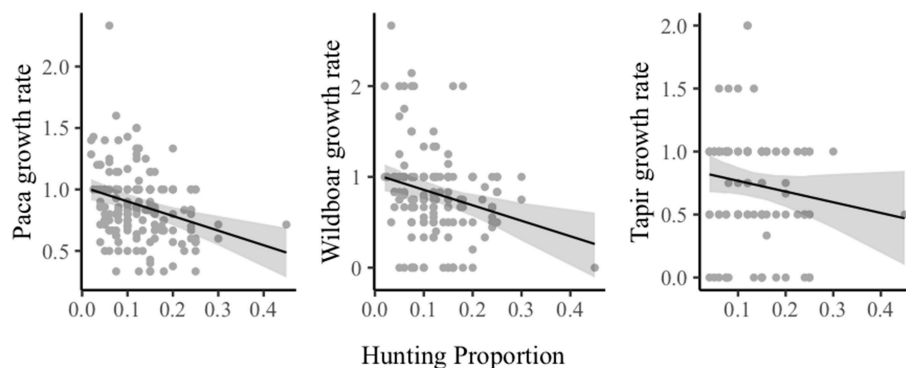 Paca growth rate
2.0
1.5
1.0
0.5
0.0 0.1 0.2 0.3 0.4
Wildboar growth rate
2
1
0
0.0 0.1 0.2 0.3 0.4
Tapir growth rate
2.0
1.5
1.0
0.5
0.0
0.1 0.2 0.3 0.4
Hunting Proportion